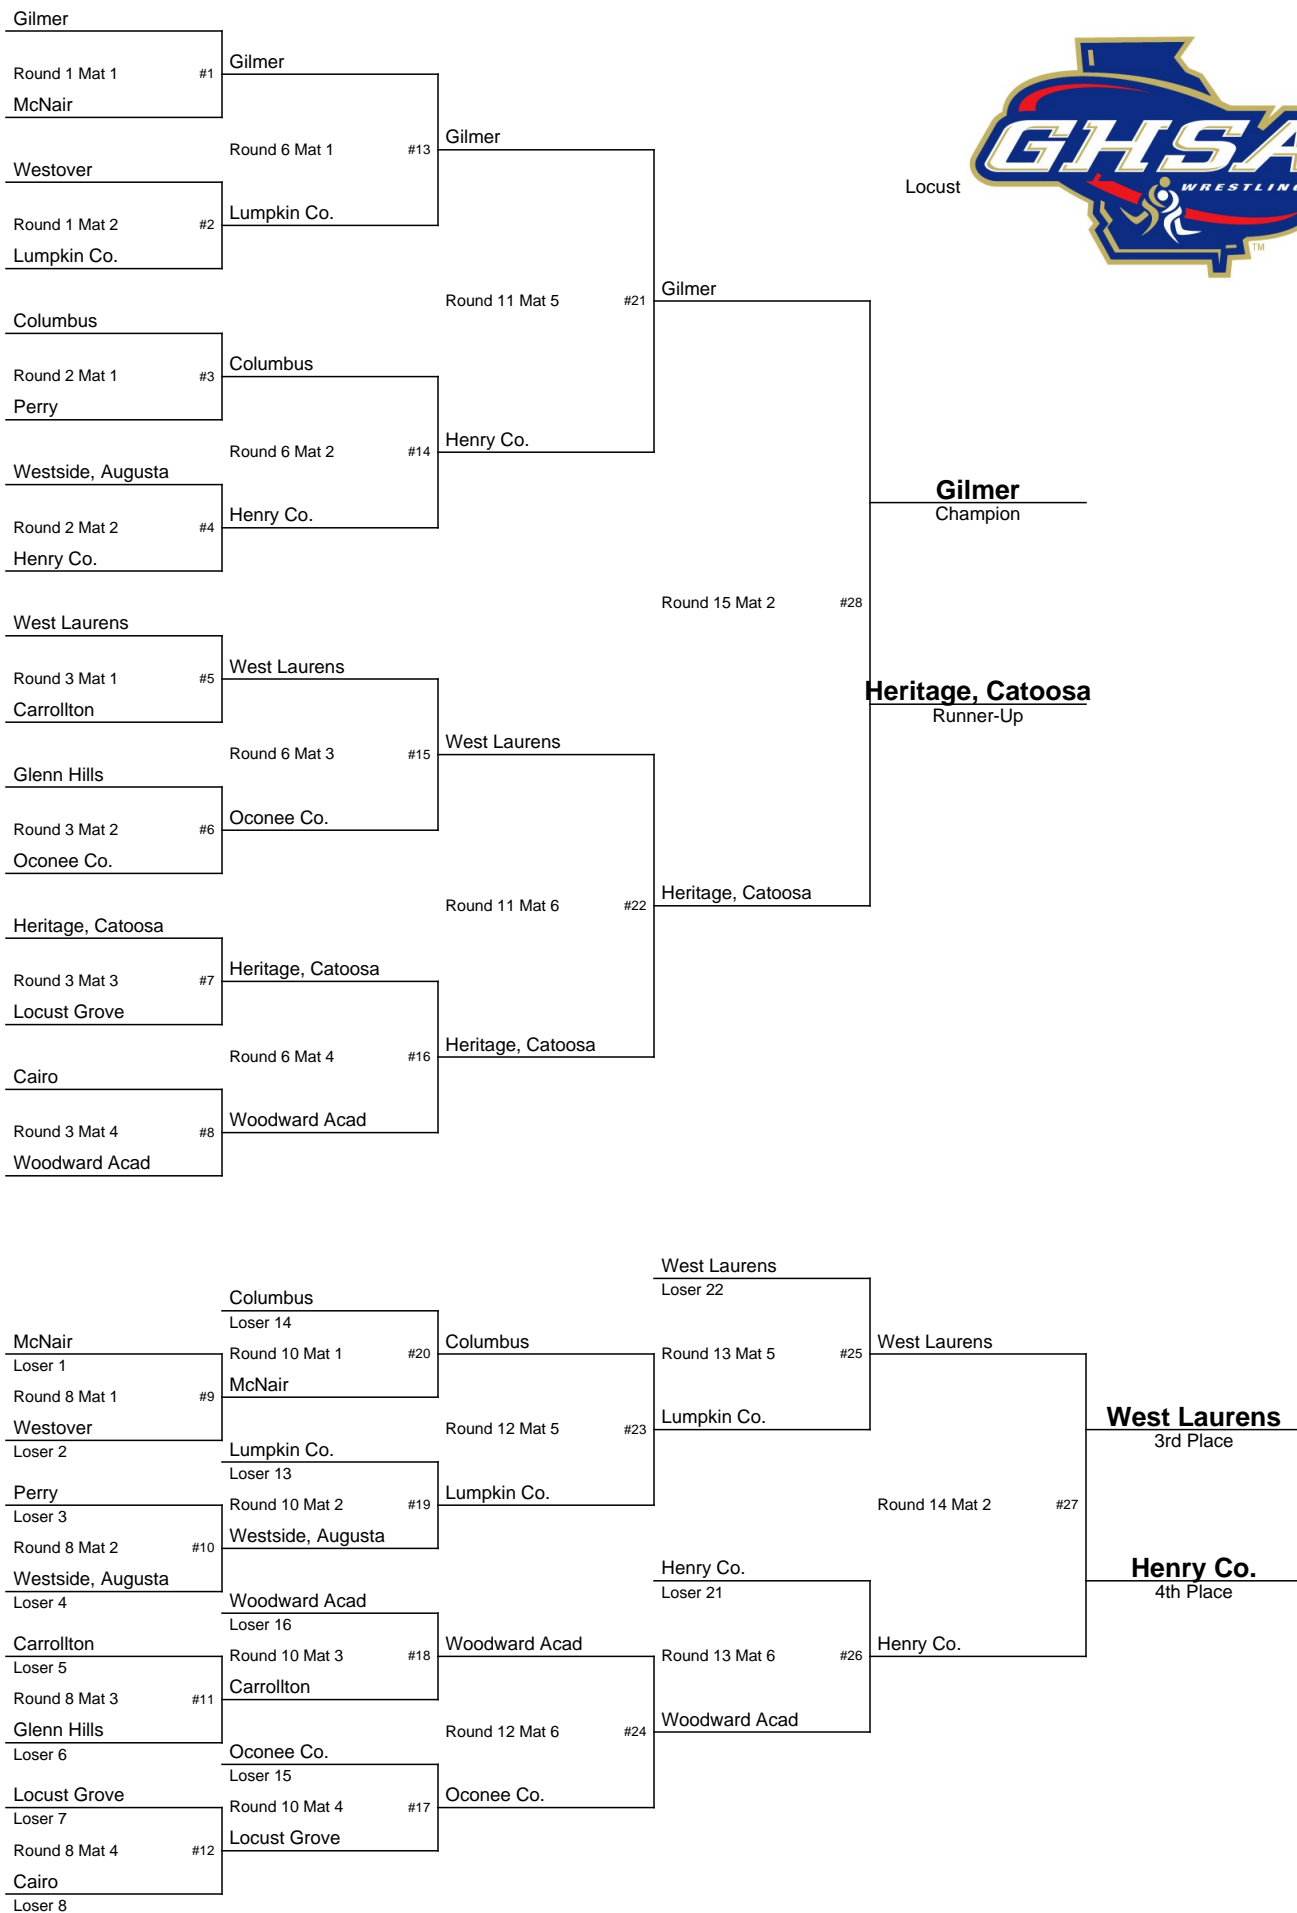 Gilmer
Round 1 Mat 1 #1
McNair
Gilmer
Westover
Round 1 Mat 2 #2
Lumpkin Co.
Lumpkin Co.
Round 6 Mat 1 #13
Gilmer
Columbus
Round 2 Mat 1 #3
Perry
Columbus
Westside, Augusta
Round 2 Mat 2 #4
Henry Co.
Henry Co.
Round 6 Mat 2 #14
Henry Co.
Round 11 Mat 5 #21
Gilmer
West Laurens
Round 3 Mat 1 #5
Carrollton
West Laurens
Glenn Hills
Round 3 Mat 2 #6
Oconee Co.
Oconee Co.
Round 6 Mat 3 #15
West Laurens
Heritage, Catoosa
Round 3 Mat 3 #7
Locust Grove
Heritage, Catoosa
Cairo
Round 3 Mat 4 #8
Woodward Acad
Woodward Acad
Round 6 Mat 4 #16
Heritage, Catoosa
Round 11 Mat 6 #22
Heritage, Catoosa
Round 15 Mat 2 #28
Gilmer
Champion
Heritage, Catoosa
Runner-Up
Locust
GHSA
WRESTLING
TM
McNair
Loser 1
Round 8 Mat 1 #9
Westover
Loser 2
Perry
Loser 3
Round 8 Mat 2 #10
Westside, Augusta
Loser 4
Carrollton
Loser 5
Round 8 Mat 3 #11
Glenn Hills
Loser 6
Locust Grove
Loser 7
Round 8 Mat 4 #12
Cairo
Loser 8
Columbus
Loser 14
Round 10 Mat 1 #20
McNair
Lumpkin Co.
Loser 13
Round 10 Mat 2 #19
Westside, Augusta
Woodward Acad
Loser 16
Round 10 Mat 3 #18
Carrollton
Oconee Co.
Loser 15
Round 10 Mat 4 #17
Locust Grove
Columbus
Round 12 Mat 5 #23
Lumpkin Co.
Woodward Acad
Round 12 Mat 6 #24
Oconee Co.
West Laurens
Loser 22
Round 13 Mat 5 #25
Lumpkin Co.
Henry Co.
Loser 21
Round 13 Mat 6 #26
Woodward Acad
West Laurens
Round 14 Mat 2 #27
Henry Co.
West Laurens
3rd Place
Henry Co.
4th Place